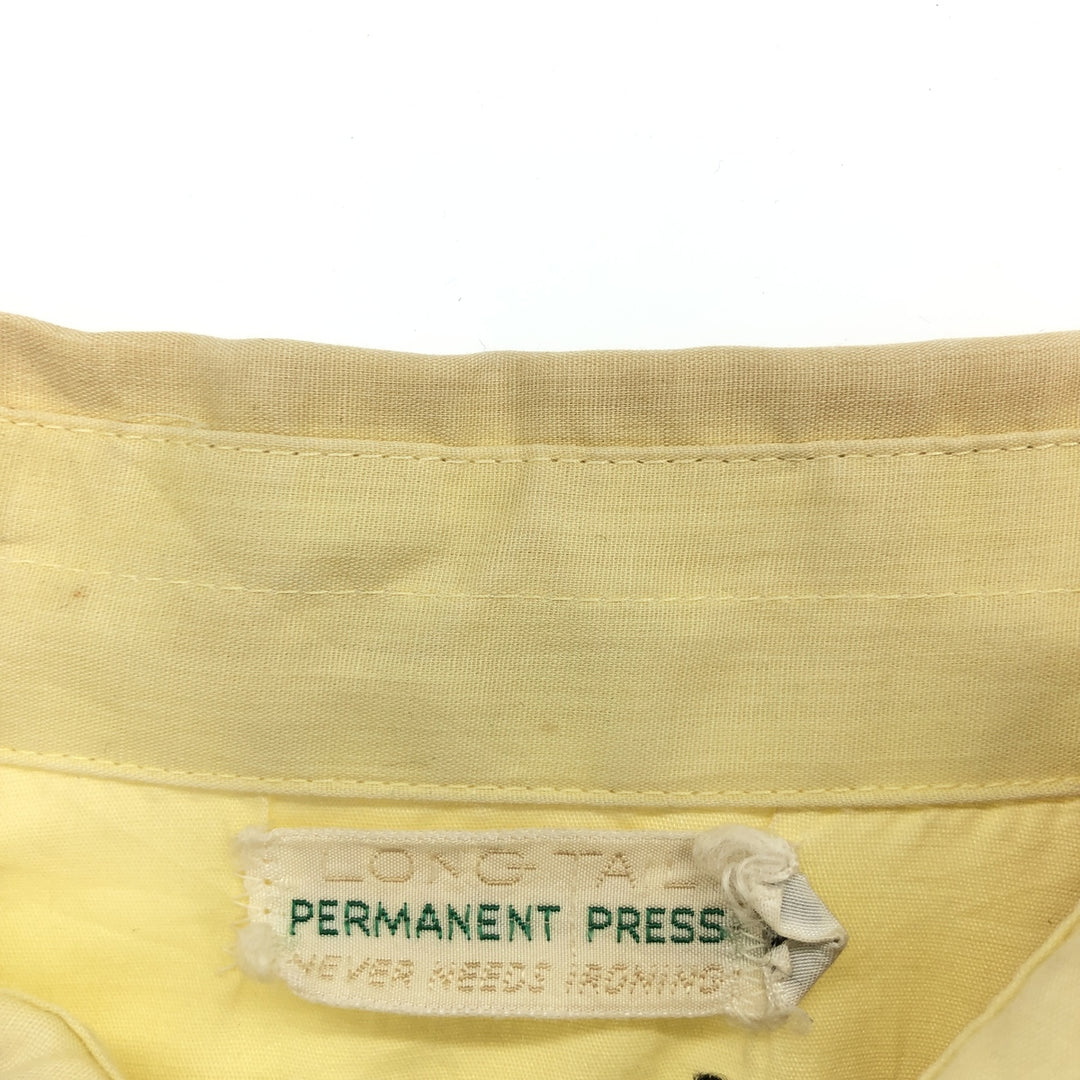 LONG-TAIL
PERMANENT PRESS
NEVER NEEDS IRONING